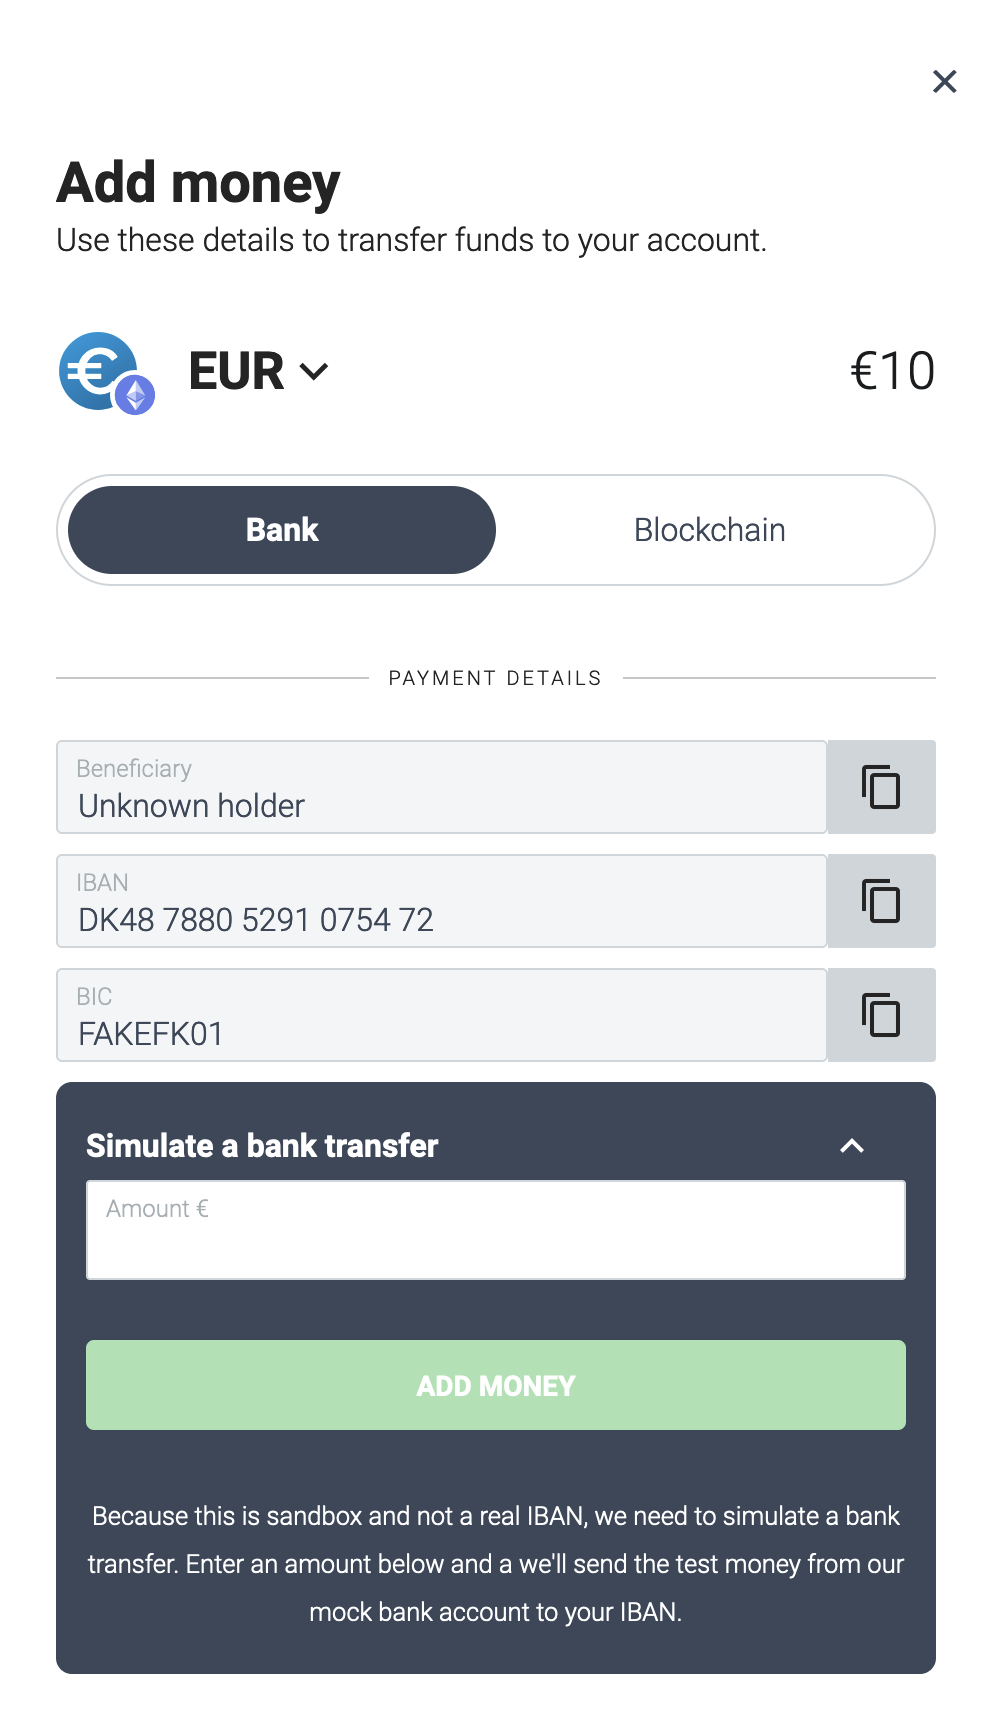 Add money
Use these details to transfer funds to your account.
EUR
€10
Bank
Blockchain
PAYMENT DETAILS
Beneficiary
Unknown holder
IBAN
DK48 7880 5291 0754 72
BIC
FAKEFK01
Simulate a bank transfer
Amount €
ADD MONEY
Because this is sandbox and not a real IBAN, we need to simulate a bank
transfer. Enter an amount below and a we'll send the test money from our
mock bank account to your IBAN.